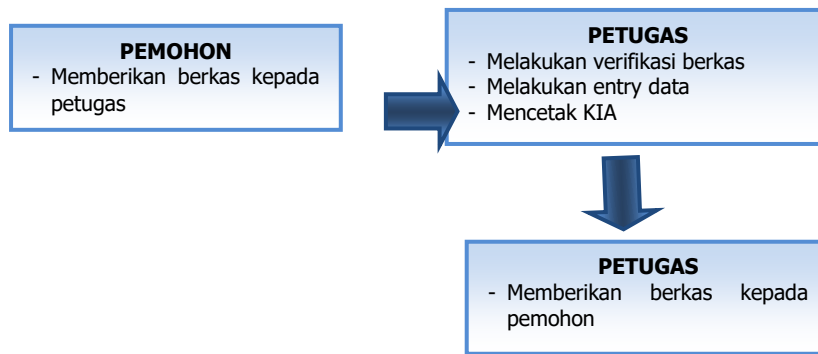 PEMOHON
- Memberikan berkas kepada
petugas
PETUGAS
- Melakukan verifikasi berkas
- Melakukan entry data
- Mencetak KIA
PETUGAS
- Memberikan berkas kepada
pemohon